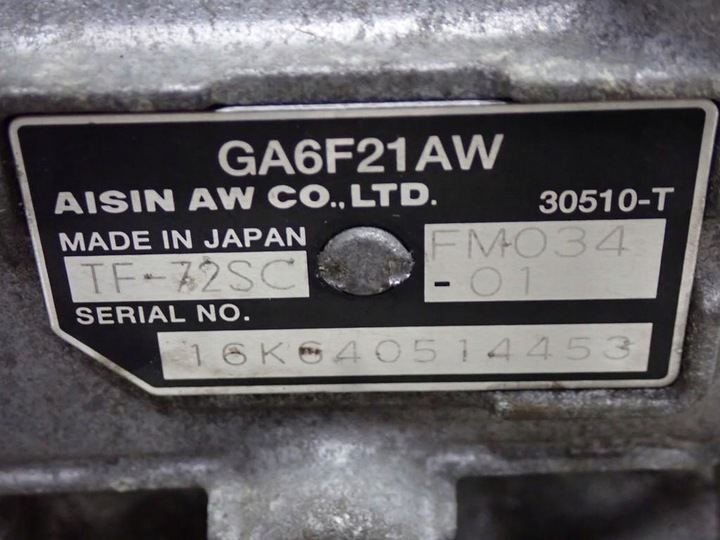 GA6F21AW
AISIN AW CO.,LTD.
30510-T
MADE IN JAPAN
FM034
TF-72SC
-01
SERIAL NO.
16K640514453